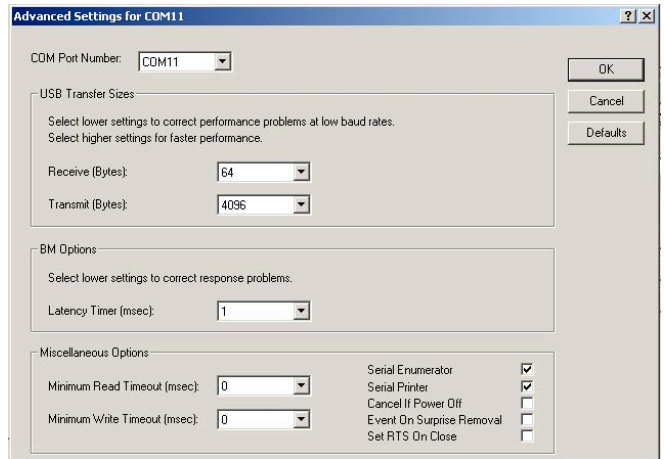 Advanced Settings for COM11
COM Port Number: COM11
OK
USB Transfer Sizes
Cancel
Select lower settings to correct performance problems at low baud rates.
Defaults
Select higher settings for faster performance.
Receive (Bytes): 64
Transmit (Bytes): 4096
BM Options
Select lower settings to correct response problems.
Latency Timer (msec): 1
Miscellaneous Options
Serial Enumerator
Minimum Read Timeout (msec): 0
Serial Printer
Cancel If Power Off
Minimum Write Timeout (msec): 0
Event On Surprise Removal
Set RTS On Close